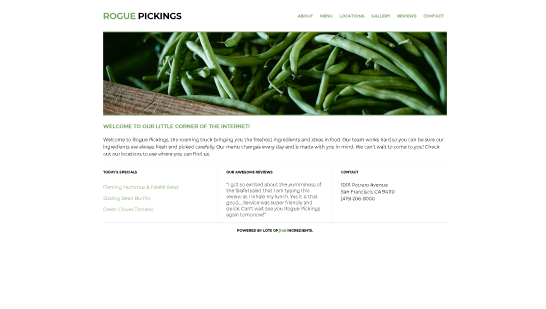 ROGUE PICKINGS
ABOUT MENU LOCATIONS GALLERY REVIEWS CONTACT
WELCOME TO OUR LITTLE CORNER OF THE INTERNET!
Welcome to Rogue Pickings, the roaming truck bringing you the freshest ingredients and ideas in food. Our team works hard so you can be sure our
ingredients are always fresh and picked carefully. Our menu changes every day and is made with you in mind. We can't wait to come to you! Check
out our locations to see where you can find us.
TODAY'S SPECIALS
Flaming Hummus & Falafel Salad
Sizzling Bean Burrito
Green Cloves Tamales
OUR AWESOME REVIEWS
"I got so excited about the yumminess of
the falafel salad that I am typing this
review as I inhale my lunch. Yes it is that
good... Service was super friendly and
quick. Can't wait see you Rogue Pickings
again tomorrow!"
CONTACT
1901 Potrero Avenue
San Francisco, CA 94110
(415) 206-8000
POWERED BY LOTS OF INGREDIENTS.